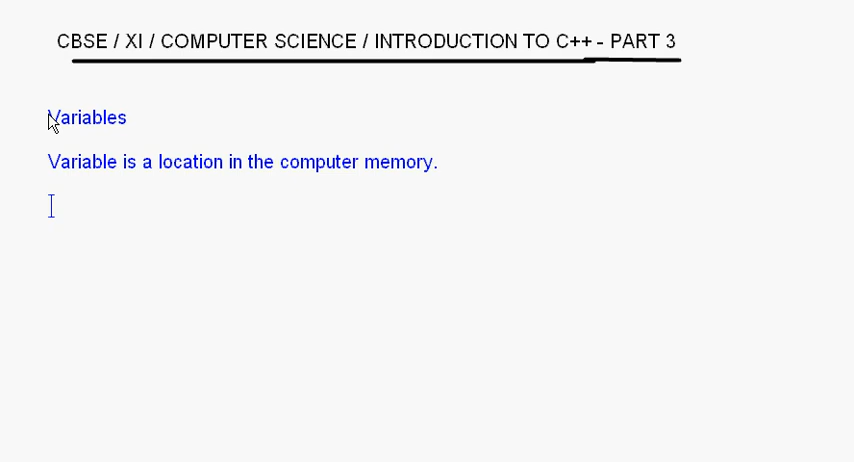 CBSE / XI / COMPUTER SCIENCE / INTRODUCTION TO C++ - PART 3
Variables
Variable is a location in the computer memory.